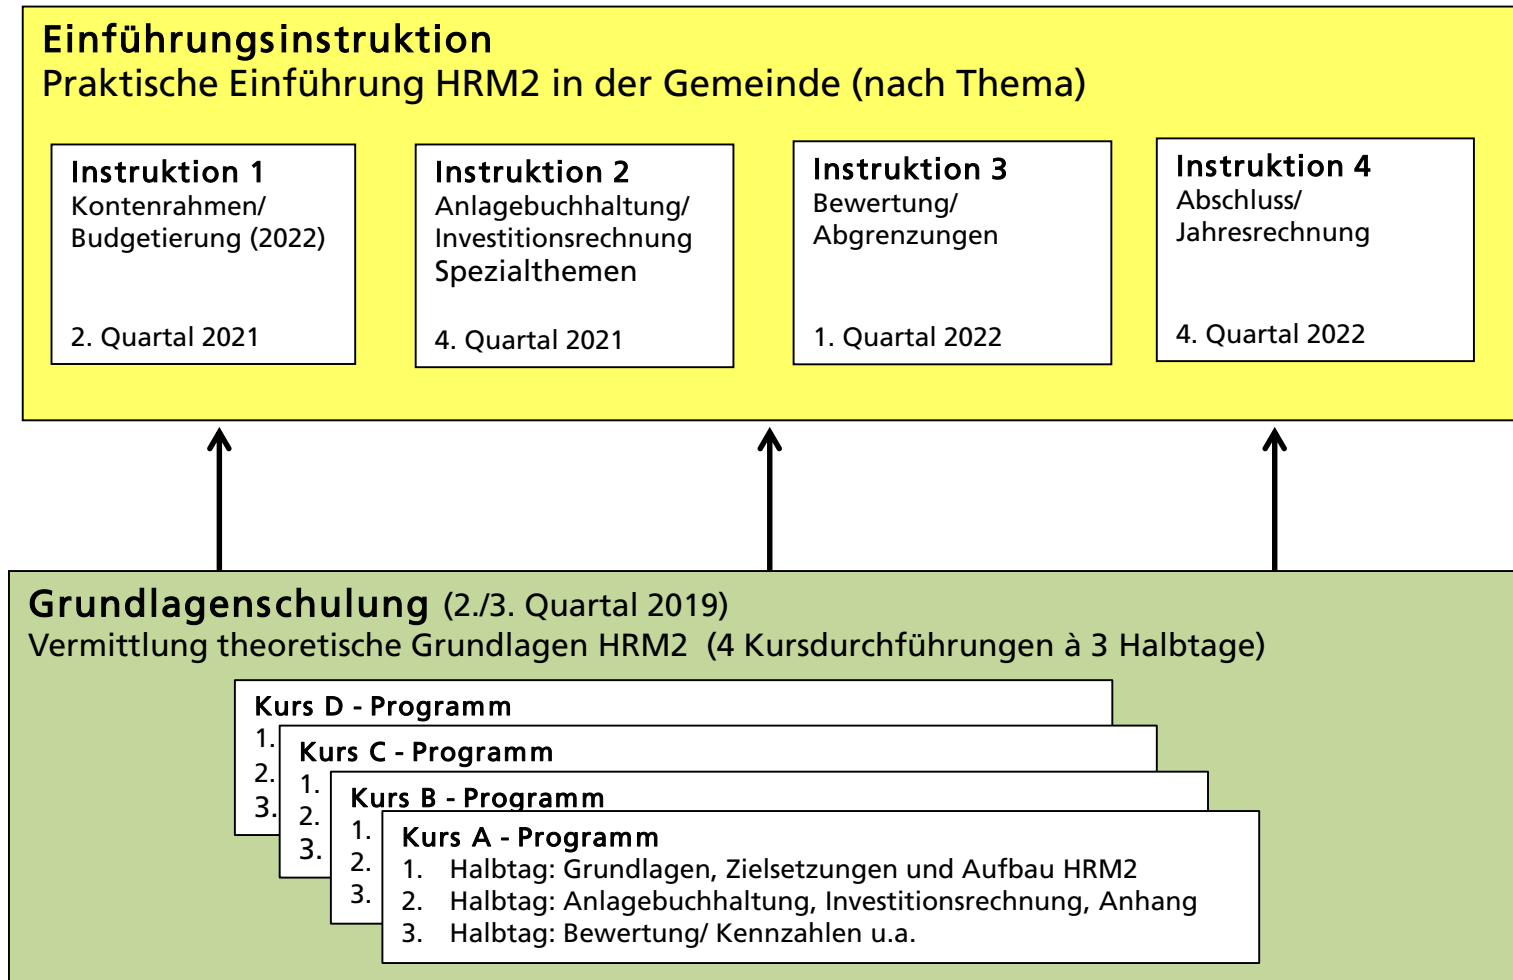 Einführungsinstruktion
Praktische Einführung HRM2 in der Gemeinde (nach Thema)
Instruktion 1
Kontenrahmen/
Budgetierung (2022)
2. Quartal 2021
Instruktion 2
Anlagebuchhaltung/
Investitionsrechnung
Spezialthemen
4. Quartal 2021
Instruktion 3
Bewertung/
Abgrenzungen
1. Quartal 2022
Instruktion 4
Abschluss/
Jahresrechnung
4. Quartal 2022
Grundlagenschulung (2./3. Quartal 2019)
Vermittlung theoretische Grundlagen HRM2 (4 Kursdurchführungen à 3 Halbtage)
Kurs D - Programm
1.
2.
3.
Kurs C - Programm
1.
2.
3.
Kurs B - Programm
1.
2.
3.
Kurs A - Programm
1. Halbtag: Grundlagen, Zielsetzungen und Aufbau HRM2
2. Halbtag: Anlagebuchhaltung, Investitionsrechnung, Anhang
3. Halbtag: Bewertung/ Kennzahlen u.a.